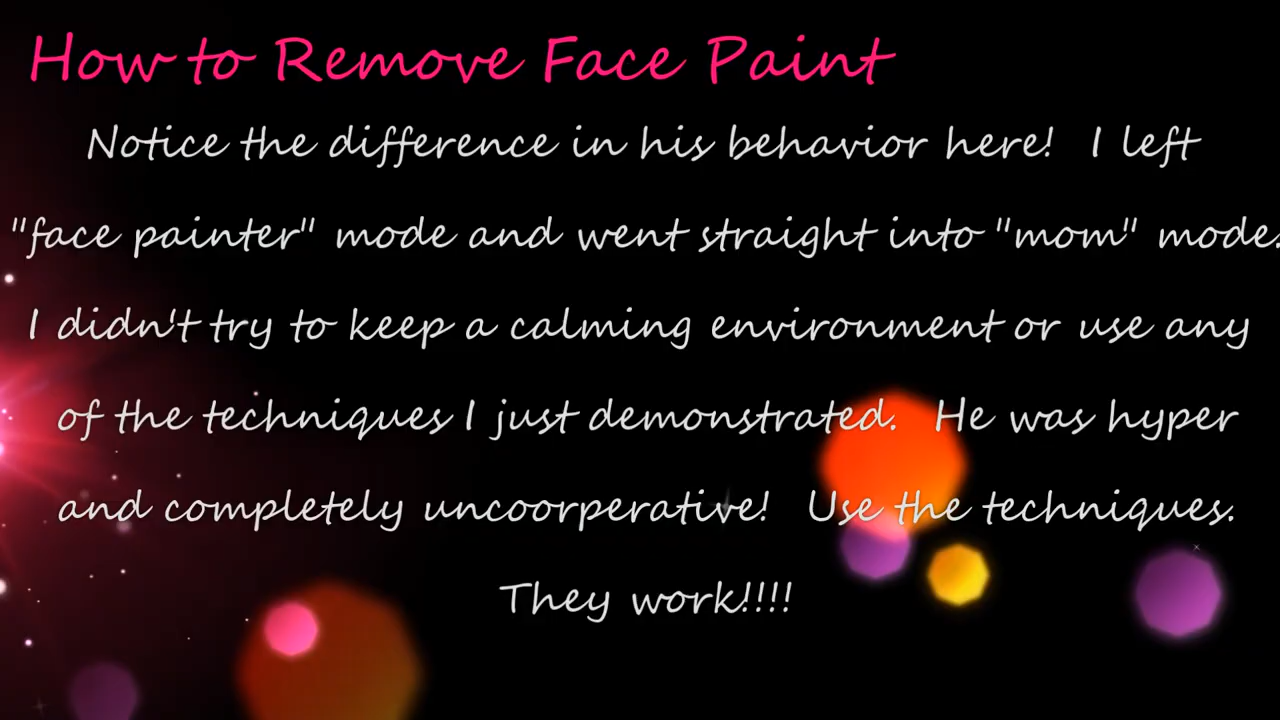 How to Remove Face Paint
Notice the difference in his behavior here! I left
"face painter" mode and went straight into "mom" mode.
I didn't try to keep a calming environment or use any
of the techniques I just demonstrated. He was hyper
and completely uncoorperative! Use the techniques.
They work!!!!